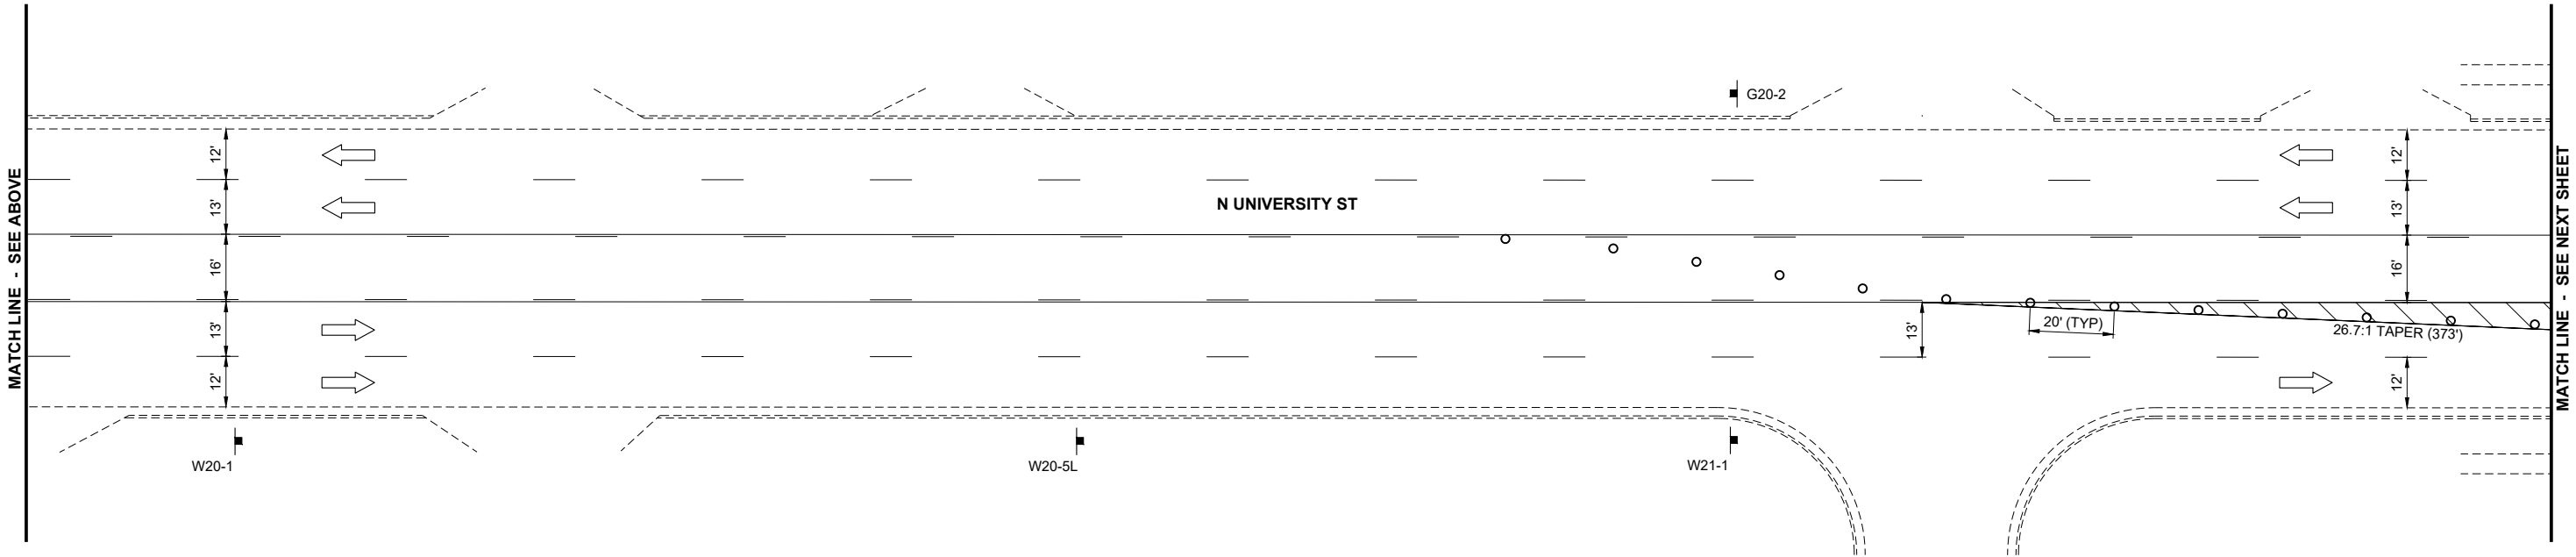 MATCH LINE - SEE ABOVE
G20-2
12'
12'
13'
N UNIVERSITY ST
13'
16'
16'
13'
13'
20' (TYP)
26.7:1 TAPER (373')
12'
12'
W20-1
W20-5L
W21-1
MATCH LINE - SEE NEXT SHEET